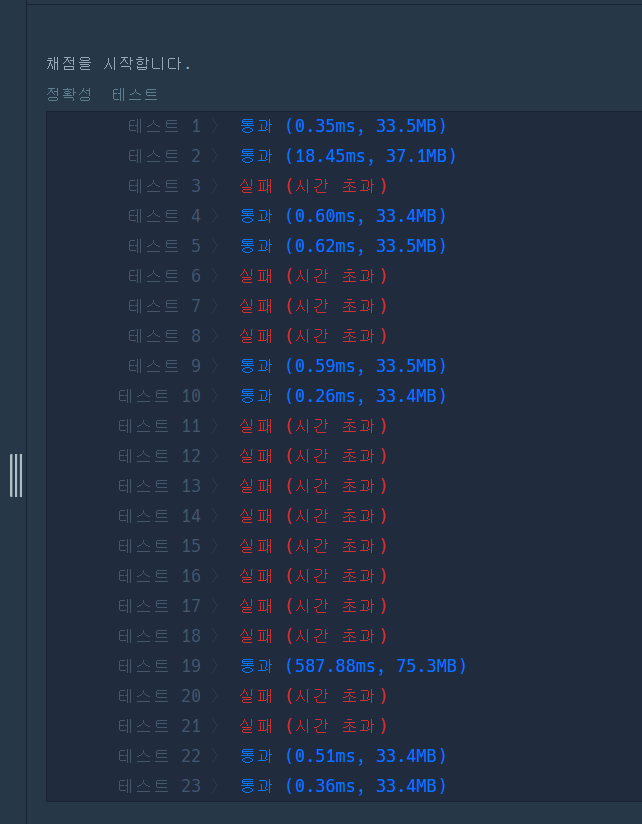 채점을 시작합니다.
정확성 테스트
테스트 1 〉 통과 (0.35ms, 33.5MB)
테스트 2 〉 통과 (18.45ms, 37.1MB)
테스트 3 〉 실패 (시간 초과)
테스트 4 〉 통과 (0.60ms, 33.4MB)
테스트 5 〉 통과 (0.62ms, 33.5MB)
테스트 6 〉 실패 (시간 초과)
테스트 7 〉 실패 (시간 초과)
테스트 8 〉 실패 (시간 초과)
테스트 9 〉 통과 (0.59ms, 33.5MB)
테스트 10 〉 통과 (0.26ms, 33.4MB)
테스트 11 〉 실패 (시간 초과)
테스트 12 〉 실패 (시간 초과)
테스트 13 〉 실패 (시간 초과)
테스트 14 〉 실패 (시간 초과)
테스트 15 〉 실패 (시간 초과)
테스트 16 〉 실패 (시간 초과)
테스트 17 〉 실패 (시간 초과)
테스트 18 〉 실패 (시간 초과)
테스트 19 〉 통과 (587.88ms, 75.3MB)
테스트 20 〉 실패 (시간 초과)
테스트 21 〉 실패 (시간 초과)
테스트 22 〉 통과 (0.51ms, 33.4MB)
테스트 23 〉 통과 (0.36ms, 33.4MB)